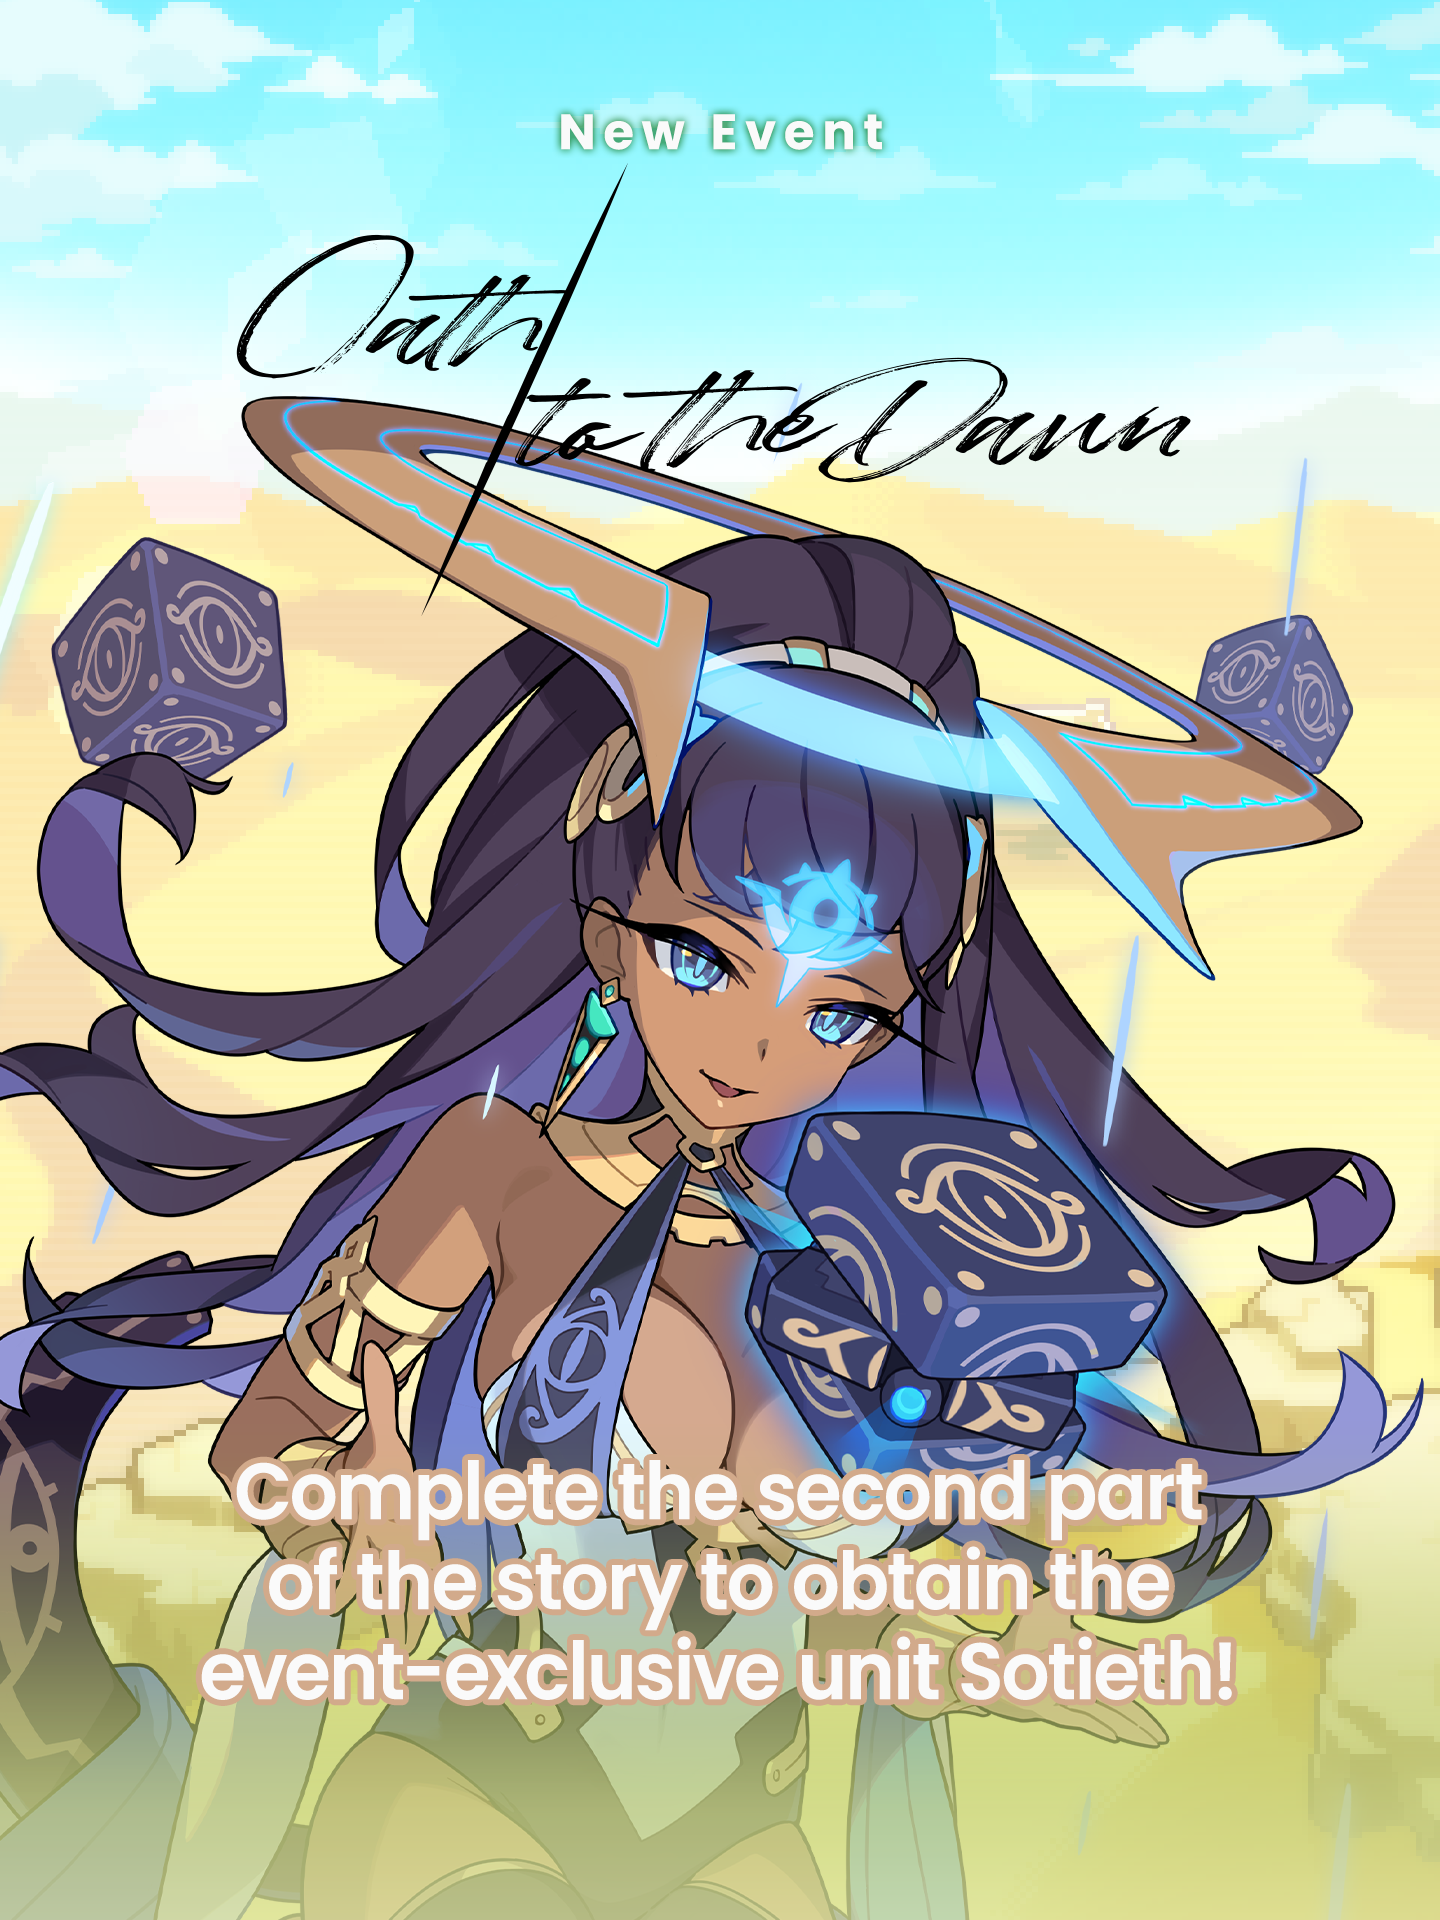 New Event
Oath
to the Dawn
Complete the second part
of the story to obtain the
event-exclusive unit Sotieth!